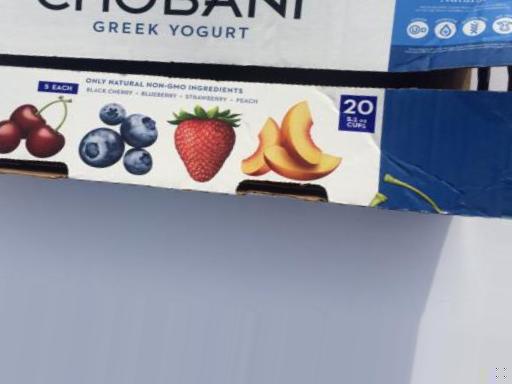 CHOBANI
GREEK YOGURT
5 EACH
ONLY NATURAL NON-GMO INGREDIENTS
BLACK CHERRY • BLUEBERRY • STRAWBERRY • PEACH
20
5.3 oz
CUPS